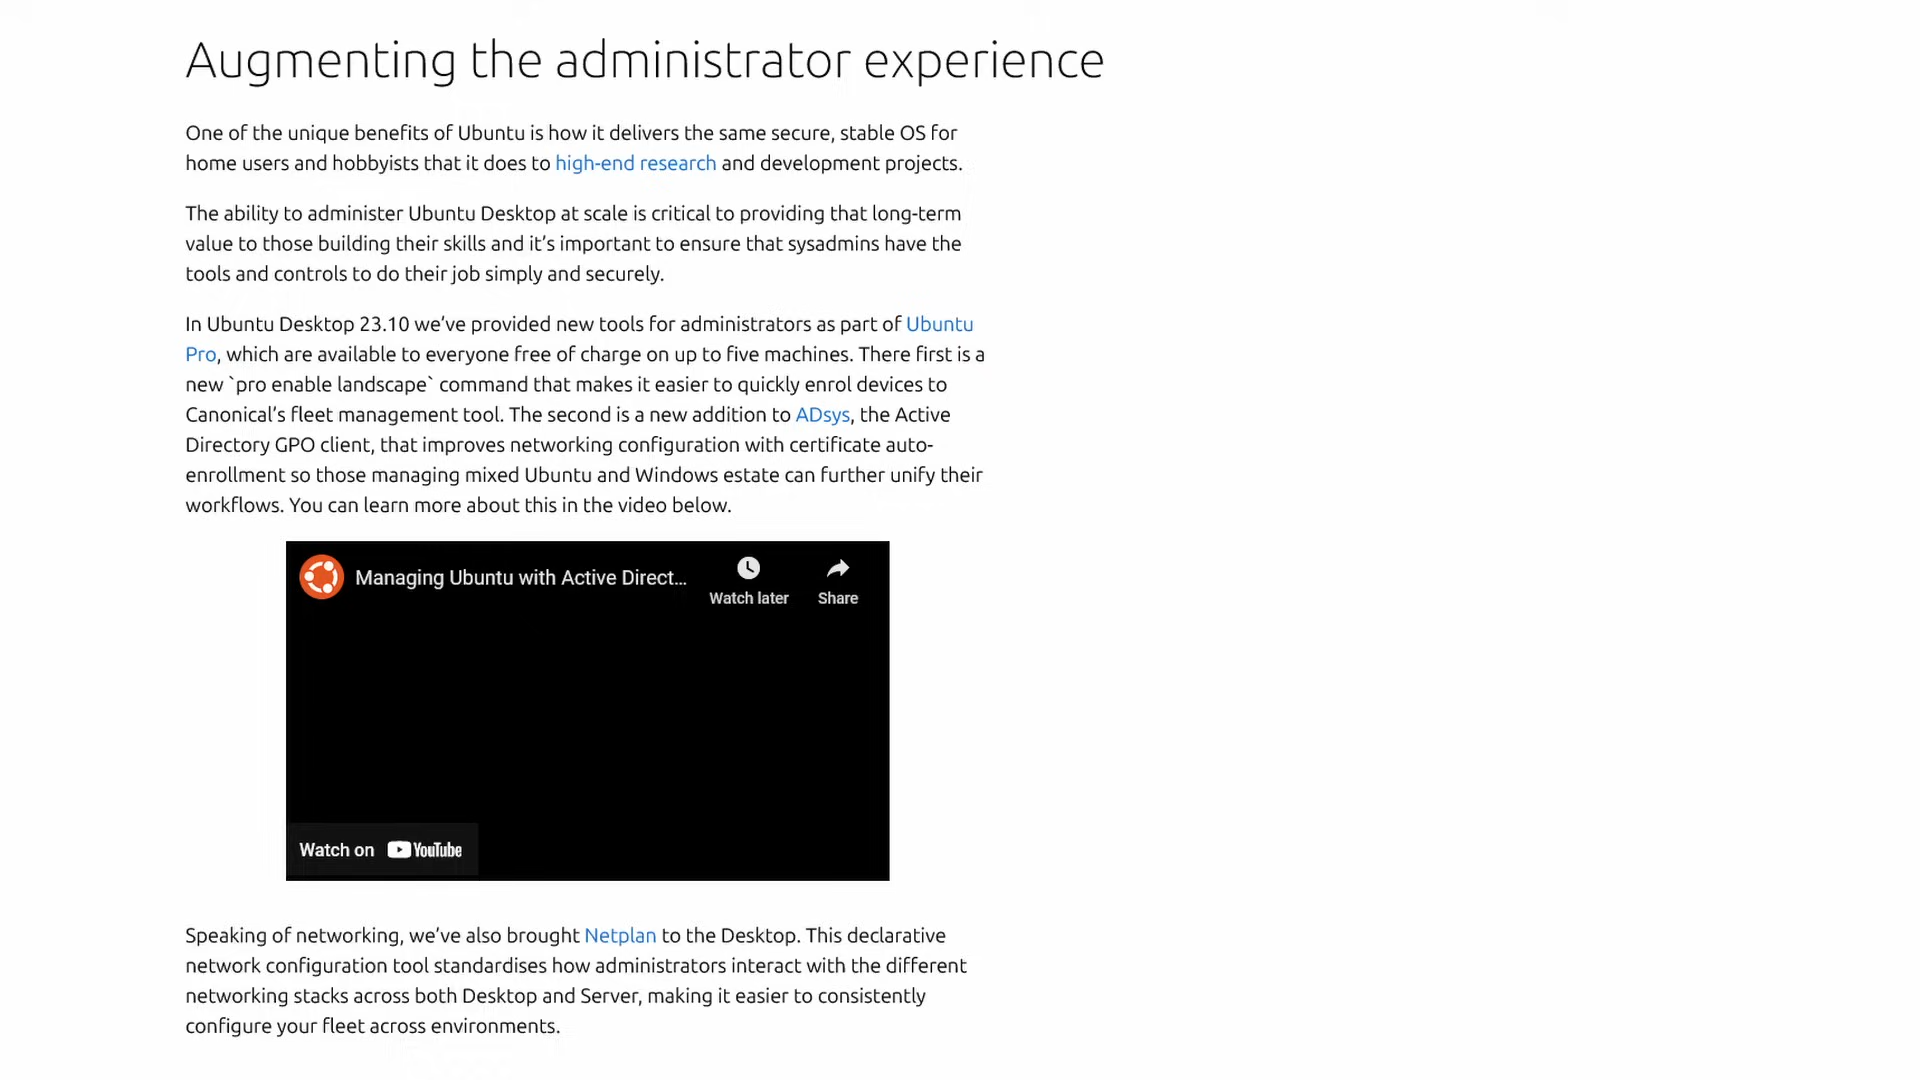 Augmenting the administrator experience
One of the unique benefits of Ubuntu is how it delivers the same secure, stable OS for
home users and hobbyists that it does to high-end research and development projects.
The ability to administer Ubuntu Desktop at scale is critical to providing that long-term
value to those building their skills and it’s important to ensure that sysadmins have the
tools and controls to do their job simply and securely.
In Ubuntu Desktop 23.10 we’ve provided new tools for administrators as part of Ubuntu
Pro, which are available to everyone free of charge on up to five machines. There first is a
new `pro enable landscape` command that makes it easier to quickly enrol devices to
Canonical’s fleet management tool. The second is a new addition to ADsys, the Active
Directory GPO client, that improves networking configuration with certificate auto-
enrollment so those managing mixed Ubuntu and Windows estate can further unify their
workflows. You can learn more about this in the video below.
Managing Ubuntu with Active Direct...
Watch later
Share
Watch on YouTube
Speaking of networking, we’ve also brought Netplan to the Desktop. This declarative
network configuration tool standardises how administrators interact with the different
networking stacks across both Desktop and Server, making it easier to consistently
configure your fleet across environments.